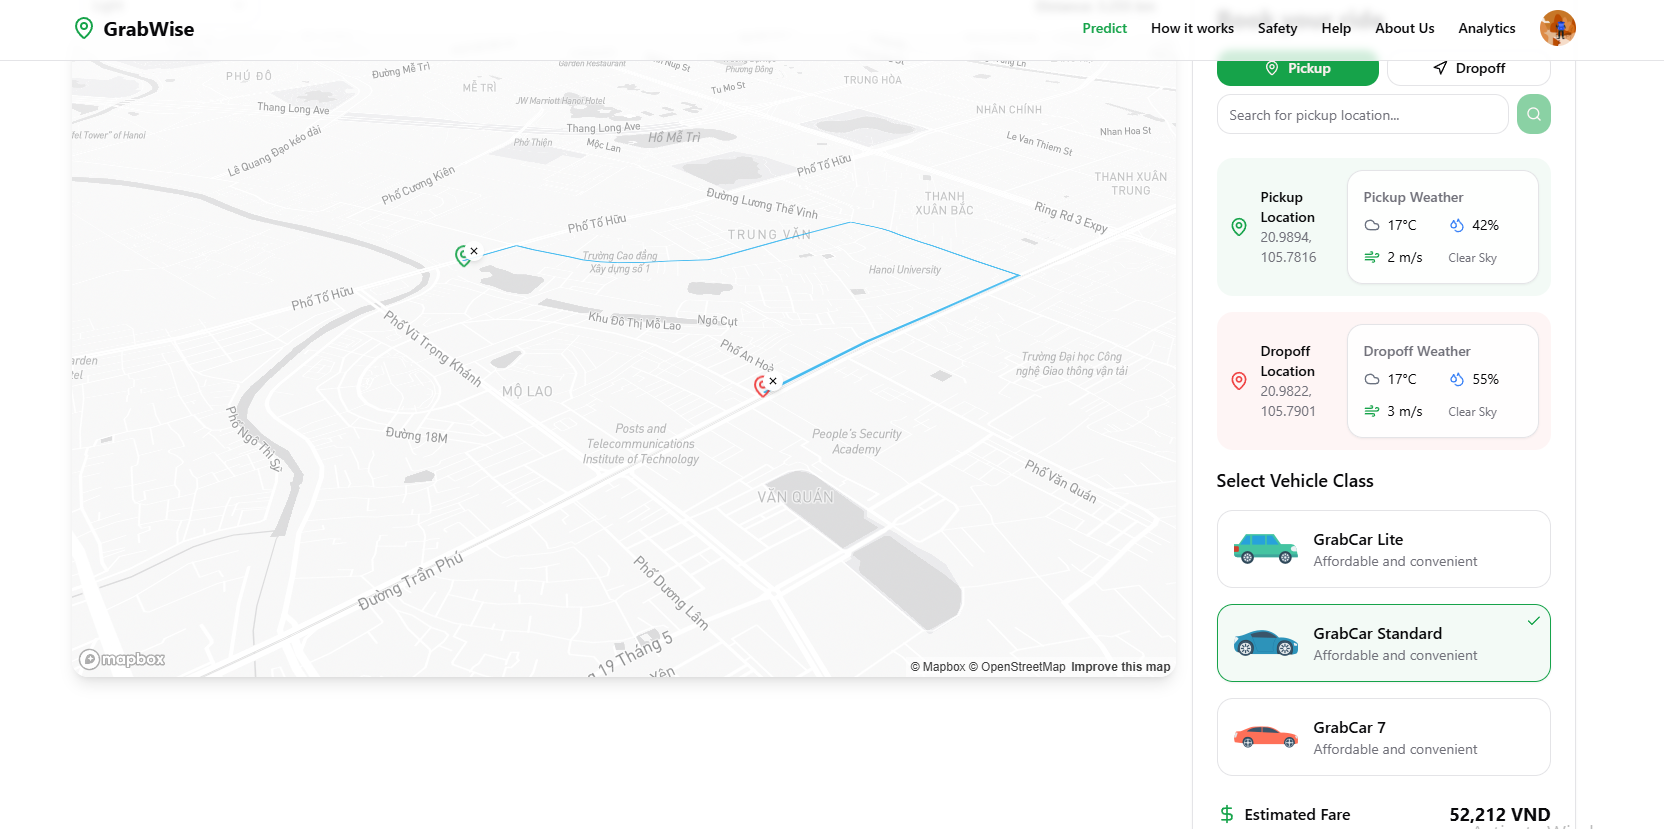 GrabWise
Predict
How it works
Safety
Help
About Us
Analytics
PHÚ ĐÔ
Đường Mễ Trì
Garden Restaurant
Phương Đông
Tu Mo St
TRUNG HÒA
MỄ TRÌ
JW Marriott Hanoi Hotel
Thang Long Ave
Thang Long Ave
NHÂN CHÍNH
Nhan Hoa St
Le Van Thiem St
Hồ Mễ Trì
Mộc Lan
Phở Thiện
Lê Quang Đạo kéo dài
Phố Cương Kiên
Phố Tố Hữu
THANH XUÂN TRUNG
THANH XUÂN BẮC
Đường Lương Thế Vinh
Ring Rd 3 Expy
Phố Tố Hữu
TRUNG VĂN
Trường Cao đẳng
Xây dựng số 1
Hanoi University
Phố Tố Hữu
Khu Đô Thị Mỗ Lao
Ngõ Cụt
Phố Vũ Trọng Khánh
Phố An Hoà
Trường Đại học Công
nghệ Giao thông vận tải
MỘ LAO
Phố Ngô Thì Sỹ
Đường 18M
Posts and
Telecommunications
Institute of Technology
People's Security
Academy
Phố Văn Quán
VĂN QUÁN
Đường Trần Phú
Phố Dương Lâm
19 Tháng 5
mapbox
© Mapbox © OpenStreetMap Improve this map
Pickup
Dropoff
Search for pickup location...
Pickup
Location
20.9894,
105.7816
Pickup Weather
17°C
42%
2 m/s
Clear Sky
Dropoff
Location
20.9822,
105.7901
Dropoff Weather
17°C
55%
3 m/s
Clear Sky
Select Vehicle Class
GrabCar Lite
Affordable and convenient
GrabCar Standard
Affordable and convenient
GrabCar 7
Affordable and convenient
Estimated Fare
52,212 VND